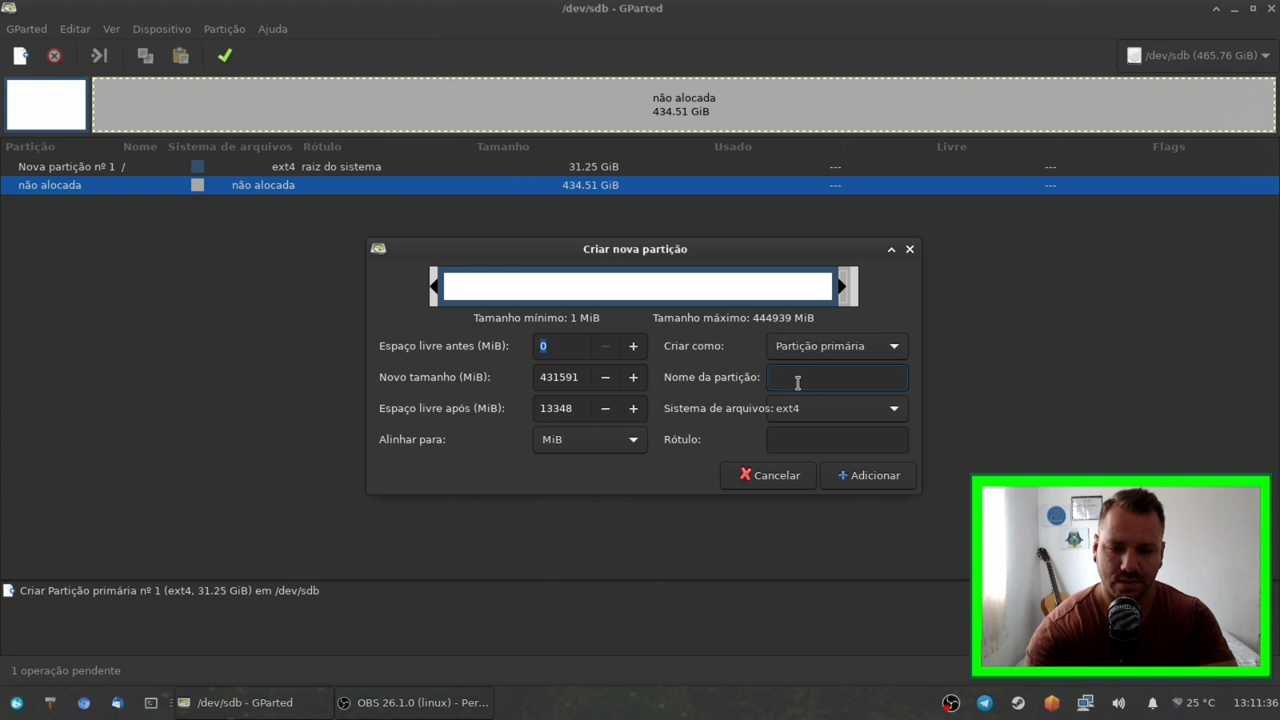 /dev/sdb - GParted
GParted Editar Ver Dispositivo Partição Ajuda
/dev/sdb (465.76 GiB)
não alocada
434.51 GiB
Partição Nome Sistema de arquivos Rótulo Tamanho Usado Livre Flags
Nova partição nº 1 / ext4 raiz do sistema 31.25 GiB --- ---
não alocada não alocada 434.51 GiB --- ---
Criar nova partição
Tamanho mínimo: 1 MiB Tamanho máximo: 444939 MiB
Espaço livre antes (MiB): 0 Criar como: Partição primária
Novo tamanho (MiB): 431591 Nome da partição:
Espaço livre após (MiB): 13348 Sistema de arquivos: ext4
Alinhar para: MiB Rótulo:
Cancelar Adicionar
Criar Partição primária nº 1 (ext4, 31.25 GiB) em /dev/sdb
1 operação pendente
/dev/sdb - GParted OBS 26.1.0 (linux) - Per... 25 °C 13:11:36